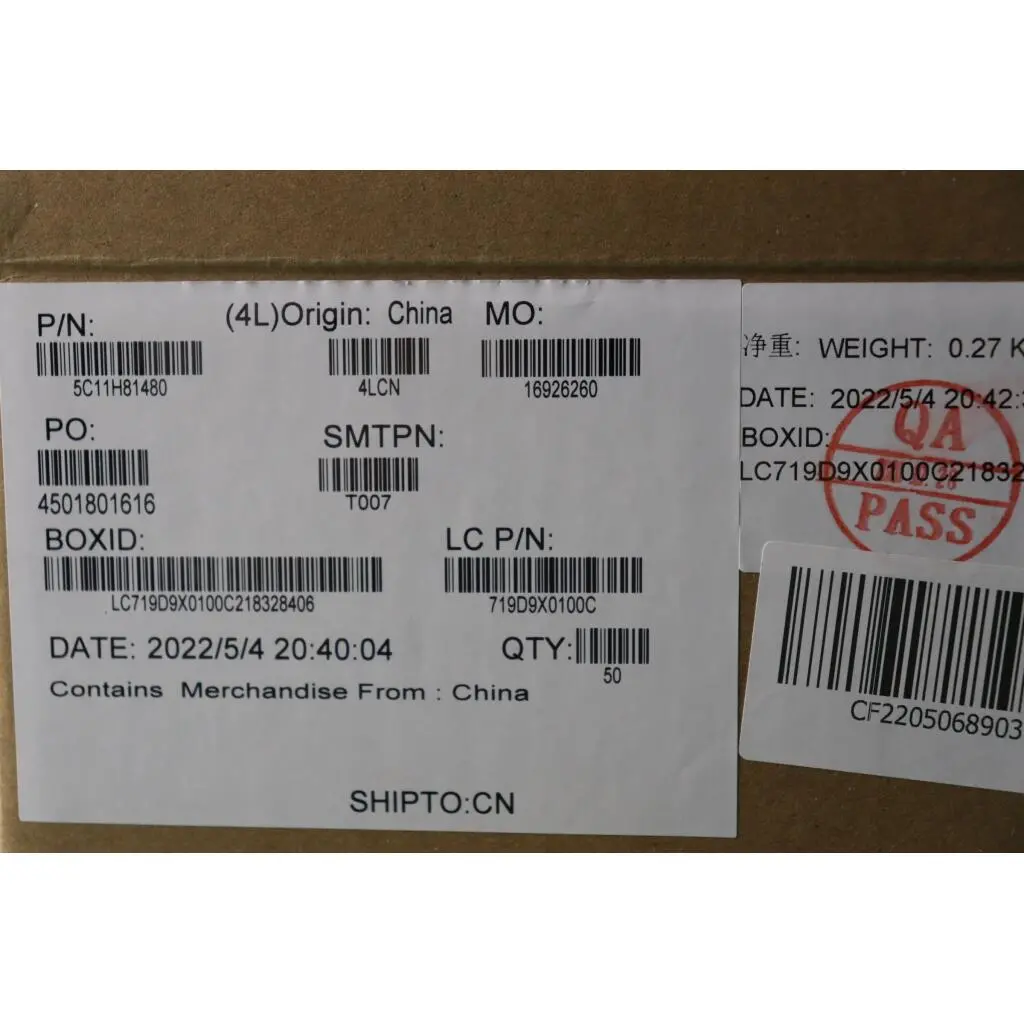 P/N: (4L)Origin: China MO:
5C11H81480 4LCN 16926260
PO: SMTPN:
4501801616 T007
BOXID: LC P/N:
LC719D9X0100C218328406 719D9X0100C
DATE: 2022/5/4 20:40:04 QTY:
50
Contains Merchandise From : China
SHIPTO:CN
净重: WEIGHT: 0.27 K
DATE: 2022/5/4 20:42:
BOXID:
LC719D9X0100C21832
QA
PASS
CF2205068903